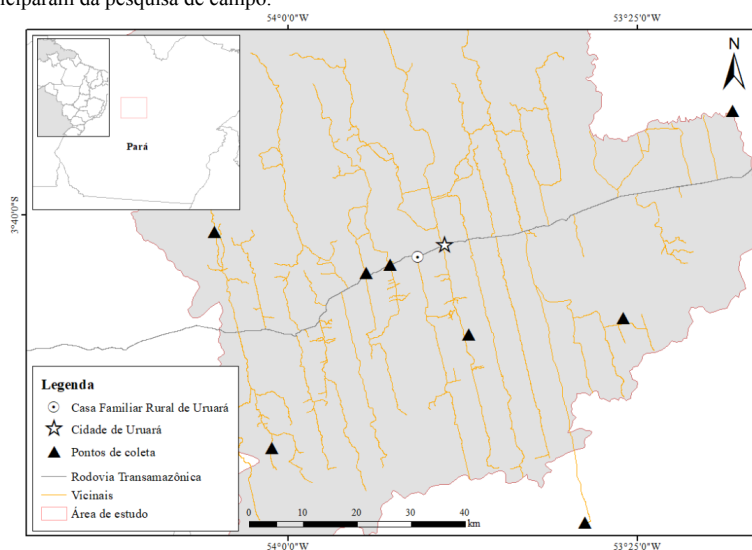 iciparam da pesquisa de campo.
54°0'0"W
53°25'0"W
N
Pará
3°40'0"S
Legenda
Casa Familiar Rural de Uruará
Cidade de Uruará
Pontos de coleta
Rodovia Transamazônica
Vicinais
Área de estudo
0 10 20 30 40
km
54°0'0"W
53°25'0"W